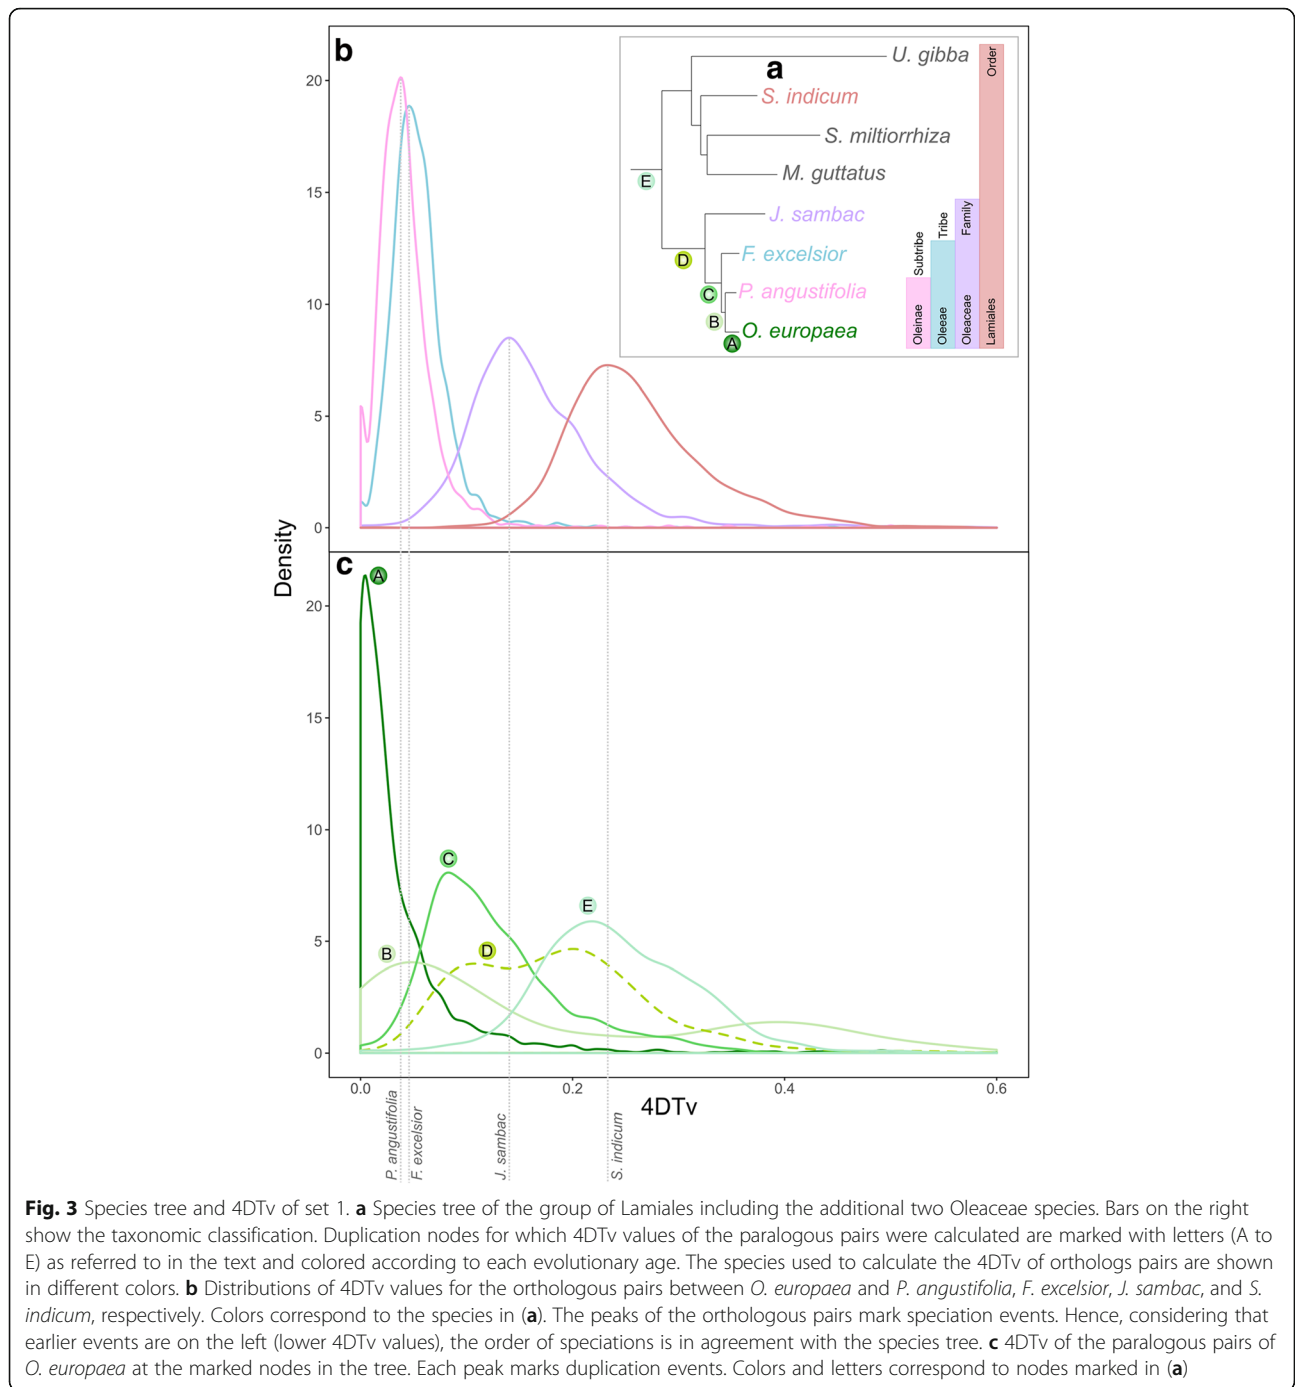 b
a
U. gibba
S. indicum
S. miltiorrhiza
M. guttatus
J. sambac
F. excelsior
P. angustifolia
O. europaea
E
D
C
B
A
Order
Family
Tribe
Subtribe
Oleinae
Oleeae
Oleaceae
Lamiales
20
15
10
5
0
Density
c
A
B
C
D
E
20
15
10
5
0
0.0
0.2
0.4
0.6
4DTv
P. angustifolia
F. excelsior
J. sambac
S. indicum
Fig. 3 Species tree and 4DTv of set 1. a Species tree of the group of Lamiales including the additional two Oleaceae species. Bars on the right
show the taxonomic classification. Duplication nodes for which 4DTv values of the paralogous pairs were calculated are marked with letters (A to
E) as referred to in the text and colored according to each evolutionary age. The species used to calculate the 4DTv of orthologs pairs are shown
in different colors. b Distributions of 4DTv values for the orthologous pairs between O. europaea and P. angustifolia, F. excelsior, J. sambac, and S.
indicum, respectively. Colors correspond to the species in (a). The peaks of the orthologous pairs mark speciation events. Hence, considering that
earlier events are on the left (lower 4DTv values), the order of speciations is in agreement with the species tree. c 4DTv of the paralogous pairs of
O. europaea at the marked nodes in the tree. Each peak marks duplication events. Colors and letters correspond to nodes marked in (a)